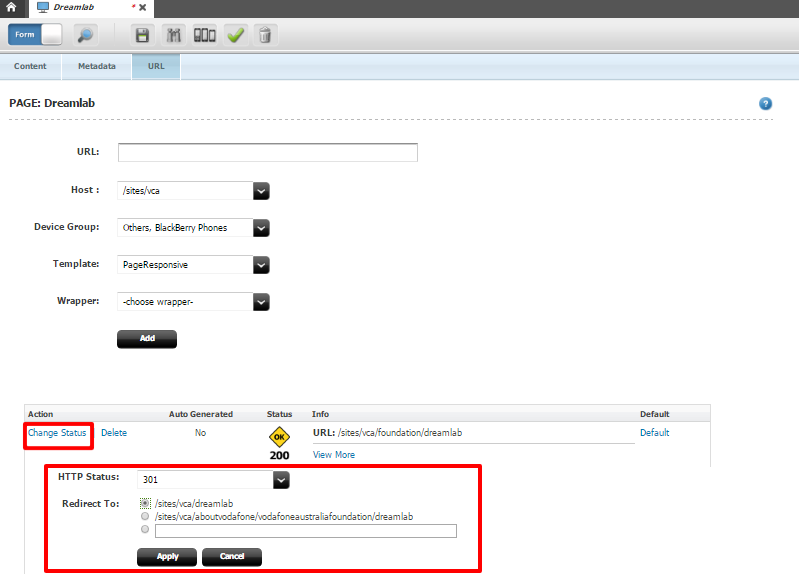 Dreamlab * ✖
Form
Content Metadata URL
PAGE: Dreamlab
?
URL:
Host : /sites/vca
Device Group: Others, BlackBerry Phones
Template: PageResponsive
Wrapper: -choose wrapper-
Add
Action Auto Generated Status Info Default
Change Status Delete No OK URL: /sites/vca/foundation/dreamlab Default
200 View More
HTTP Status: 301
Redirect To: /sites/vca/dreamlab
/sites/vca/aboutvodafone/vodafoneaustraliafoundation/dreamlab
Apply Cancel